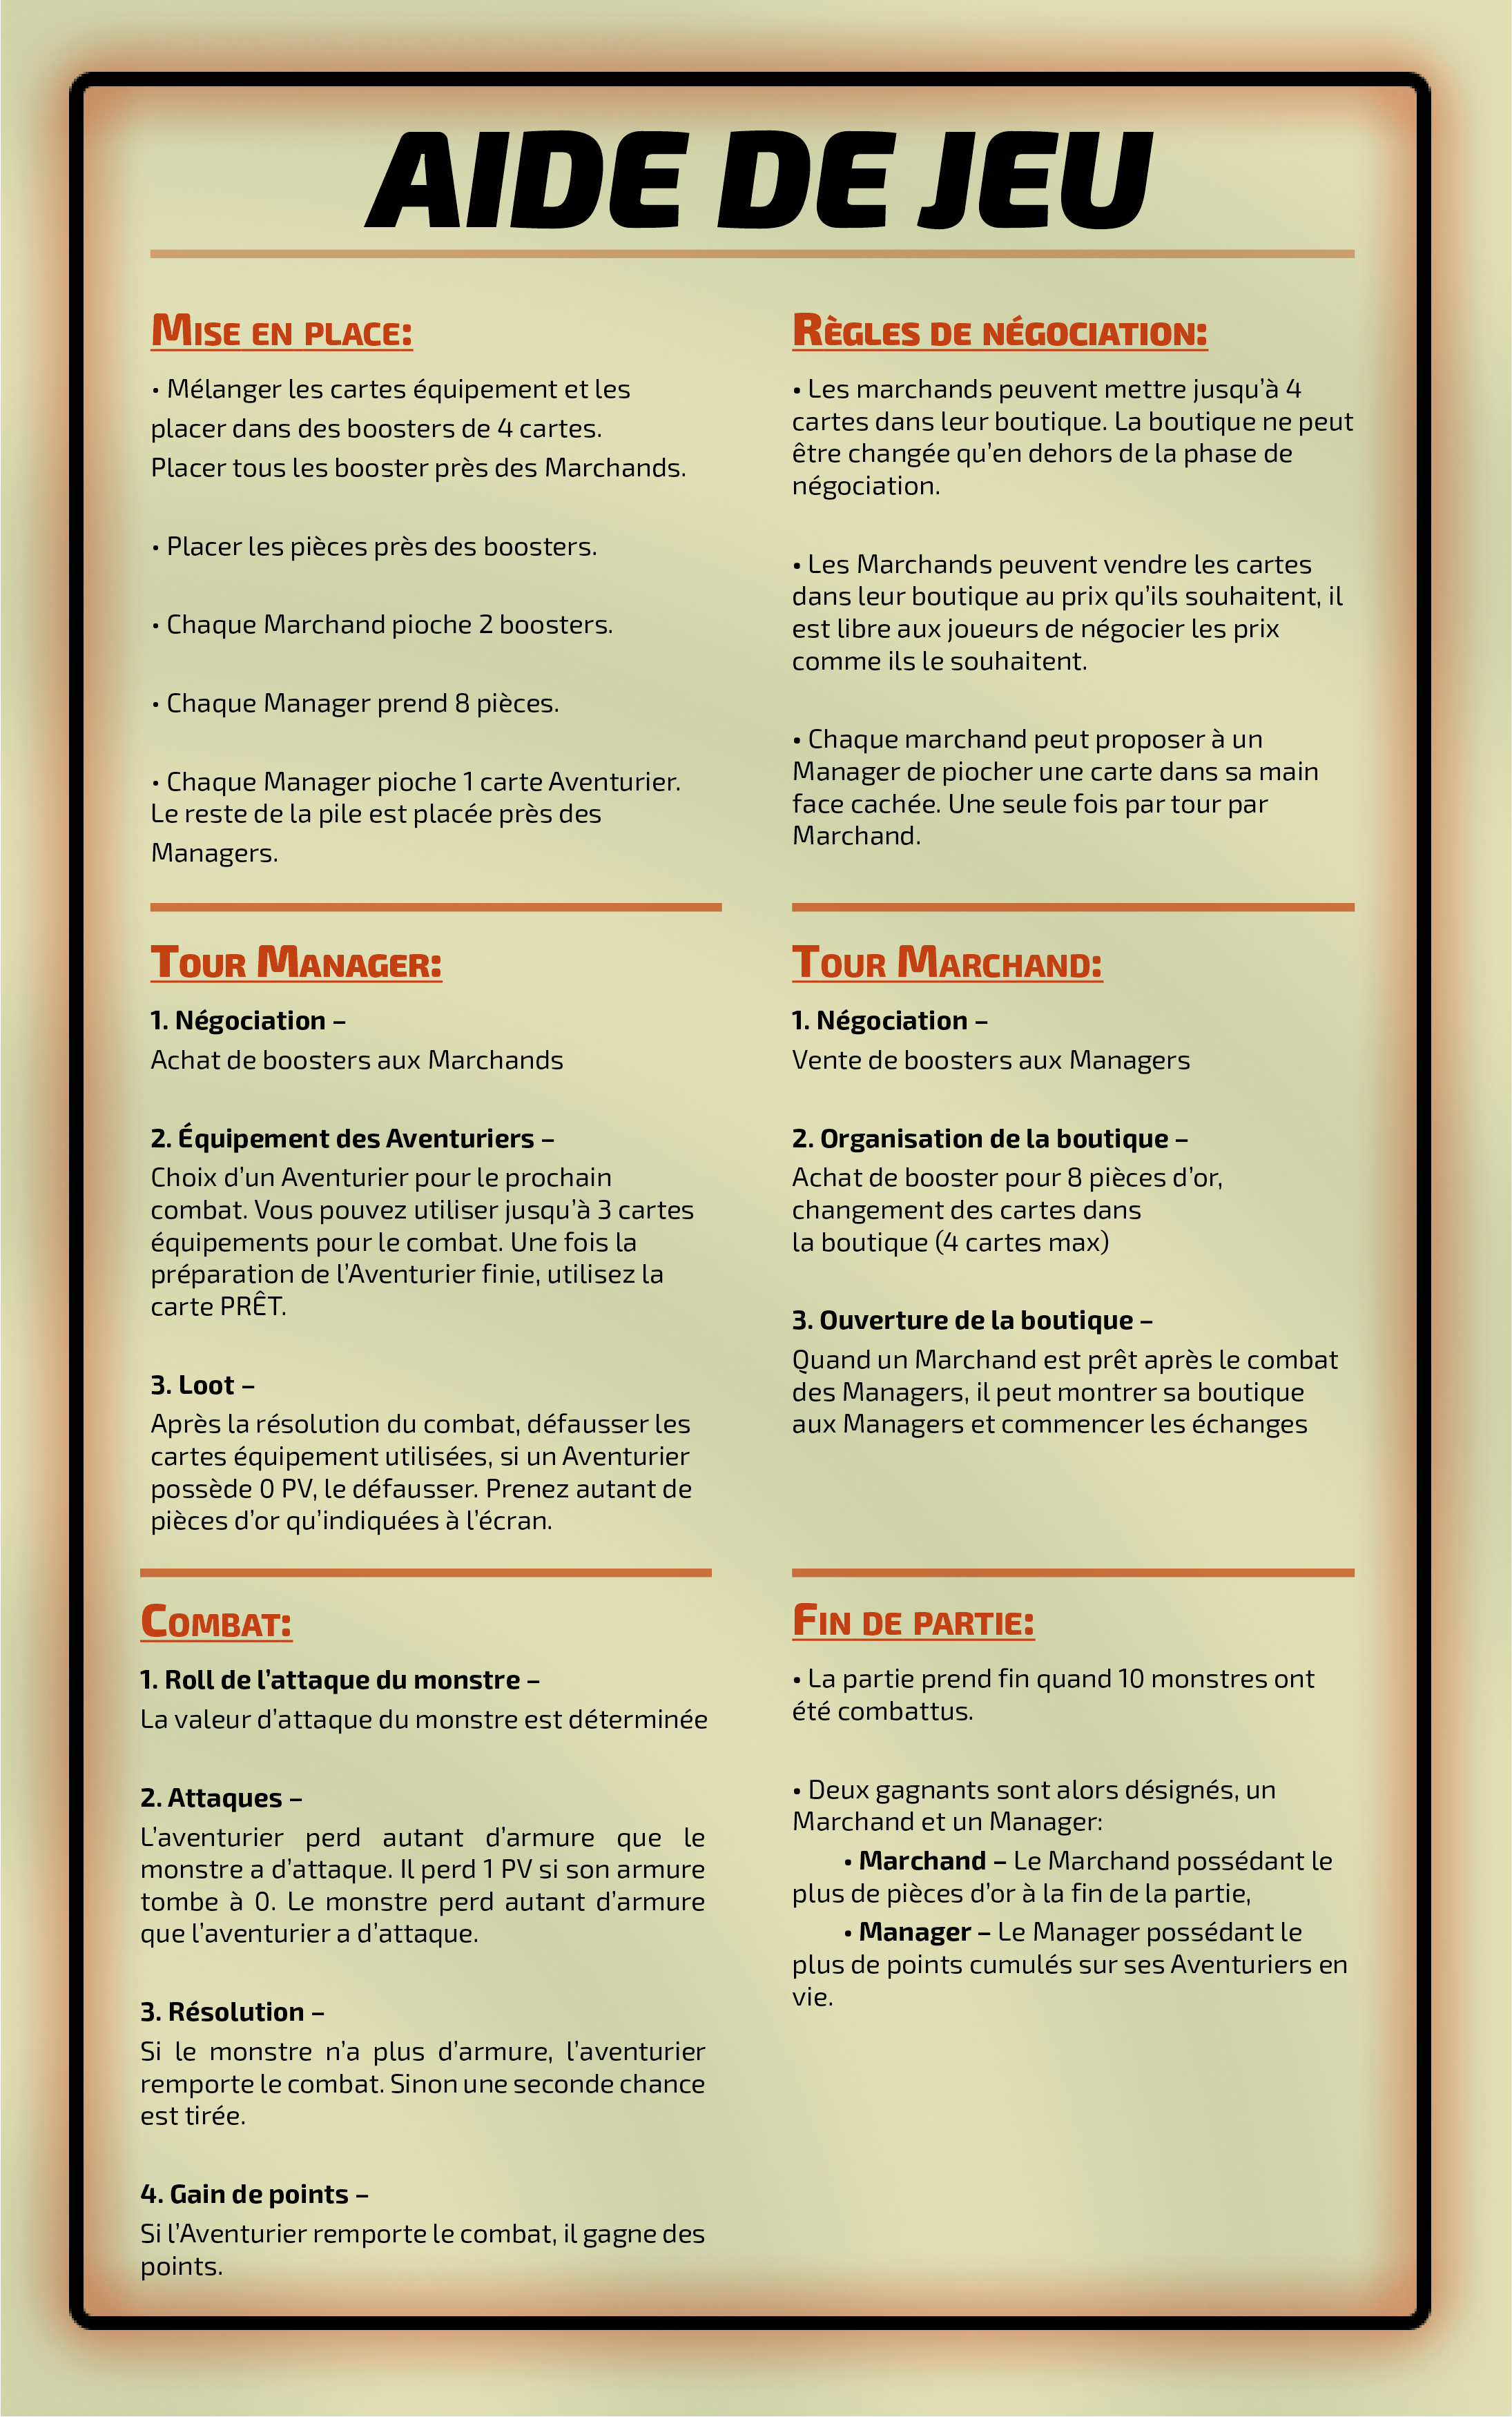 AIDE DE JEU
Mise en place:
• Mélanger les cartes équipement et les
placer dans des boosters de 4 cartes.
Placer tous les booster près des Marchands.
• Placer les pièces près des boosters.
• Chaque Marchand pioche 2 boosters.
• Chaque Manager prend 8 pièces.
• Chaque Manager pioche 1 carte Aventurier.
Le reste de la pile est placée près des
Managers.
Règles de négociation:
• Les marchands peuvent mettre jusqu’à 4
cartes dans leur boutique. La boutique ne peut
être changée qu’en dehors de la phase de
négociation.
• Les Marchands peuvent vendre les cartes
dans leur boutique au prix qu’ils souhaitent, il
est libre aux joueurs de négocier les prix
comme ils le souhaitent.
• Chaque marchand peut proposer à un
Manager de piocher une carte dans sa main
face cachée. Une seule fois par tour par
Marchand.
Tour Manager:
1. Négociation –
Achat de boosters aux Marchands
2. Équipement des Aventuriers –
Choix d’un Aventurier pour le prochain
combat. Vous pouvez utiliser jusqu’à 3 cartes
équipements pour le combat. Une fois la
préparation de l’Aventurier finie, utilisez la
carte PRÊT.
3. Loot –
Après la résolution du combat, défausser les
cartes équipement utilisées, si un Aventurier
possède 0 PV, le défausser. Prenez autant de
pièces d’or qu’indiquées à l’écran.
Tour Marchand:
1. Négociation –
Vente de boosters aux Managers
2. Organisation de la boutique –
Achat de booster pour 8 pièces d’or,
changement des cartes dans
la boutique (4 cartes max)
3. Ouverture de la boutique –
Quand un Marchand est prêt après le combat
des Managers, il peut montrer sa boutique
aux Managers et commencer les échanges
Combat:
1. Roll de l’attaque du monstre –
La valeur d’attaque du monstre est déterminée
2. Attaques –
L’aventurier perd autant d’armure que le
monstre a d’attaque. Il perd 1 PV si son armure
tombe à 0. Le monstre perd autant d’armure
que l’aventurier a d’attaque.
3. Résolution –
Si le monstre n’a plus d’armure, l’aventurier
remporte le combat. Sinon une seconde chance
est tirée.
4. Gain de points –
Si l’Aventurier remporte le combat, il gagne des
points.
Fin de partie:
• La partie prend fin quand 10 monstres ont
été combattus.
• Deux gagnants sont alors désignés, un
Marchand et un Manager:
• Marchand – Le Marchand possédant le
plus de pièces d’or à la fin de la partie,
• Manager – Le Manager possédant le
plus de points cumulés sur ses Aventuriers en
vie.